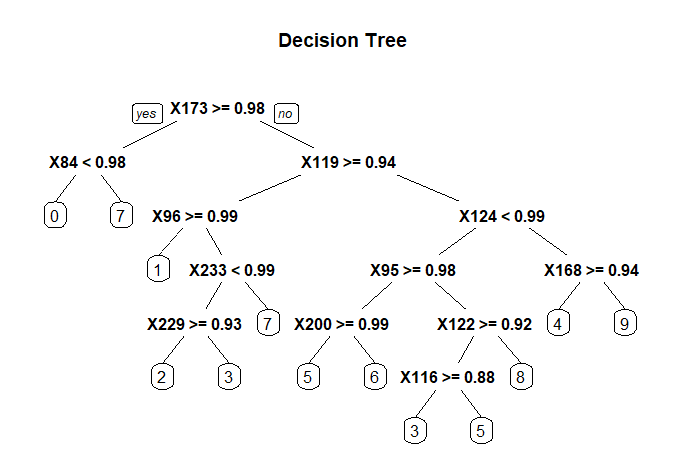 Decision Tree
yes X173 >= 0.98 no
X84 < 0.98 X119 >= 0.94
0 7 X96 >= 0.99 X124 < 0.99
1 X233 < 0.99 X95 >= 0.98 X168 >= 0.94
X229 >= 0.93 7 X200 >= 0.99 X122 >= 0.92 4 9
2 3 5 6 X116 >= 0.88 8
3 5